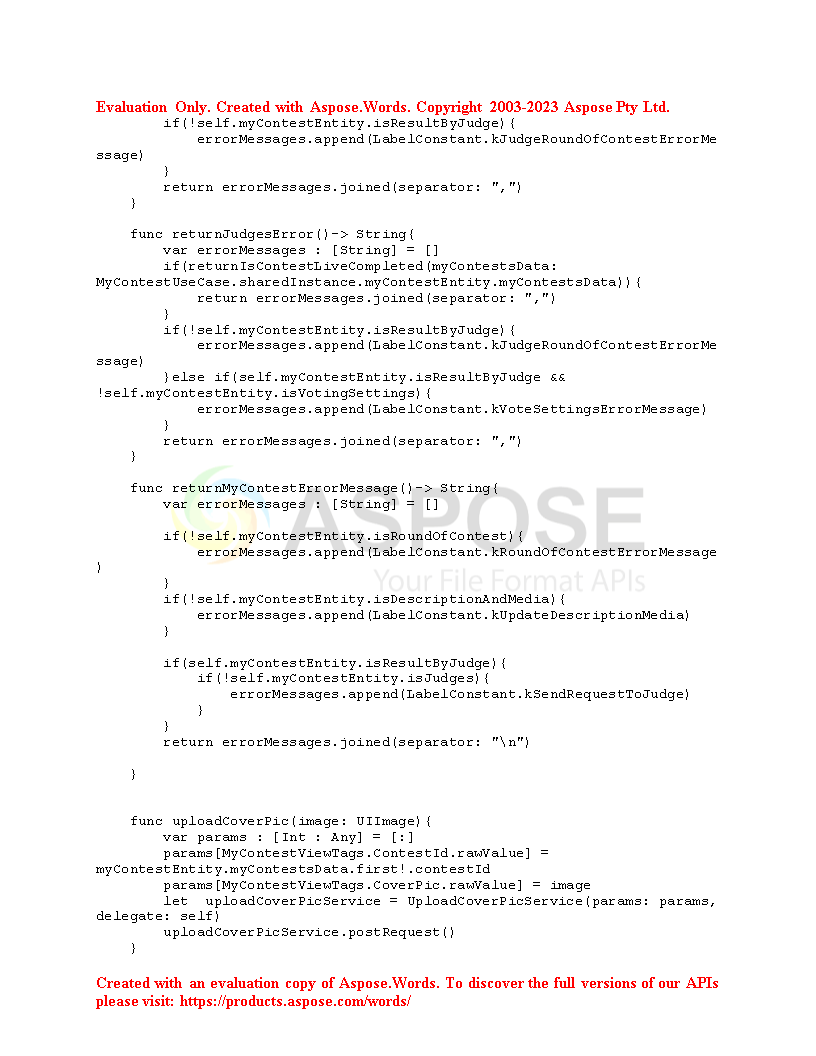 Evaluation Only. Created with Aspose.Words. Copyright 2003-2023 Aspose Pty Ltd.
        if(!self.myContestEntity.isResultByJudge){
            errorMessages.append(LabelConstant.kJudgeRoundOfContestErrorMe
ssage)
        }
        return errorMessages.joined(separator: ",")
    }

    func returnJudgesError()-> String{
        var errorMessages : [String] = []
        if(returnIsContestLiveCompleted(myContestsData:
MyContestUseCase.sharedInstance.myContestEntity.myContestsData)){
            return errorMessages.joined(separator: ",")
        }
        if(!self.myContestEntity.isResultByJudge){
            errorMessages.append(LabelConstant.kJudgeRoundOfContestErrorMe
ssage)
        }else if(self.myContestEntity.isResultByJudge &&
!self.myContestEntity.isVotingSettings){
            errorMessages.append(LabelConstant.kVoteSettingsErrorMessage)
        }
        return errorMessages.joined(separator: ",")
    }

    func returnMyContestErrorMessage()-> String{
        var errorMessages : [String] = []

        if(!self.myContestEntity.isRoundOfContest){
            errorMessages.append(LabelConstant.kRoundOfContestErrorMessage
)
        }
        if(!self.myContestEntity.isDescriptionAndMedia){
            errorMessages.append(LabelConstant.kUpdateDescriptionMedia)
        }

        if(self.myContestEntity.isResultByJudge){
            if(!self.myContestEntity.isJudges){
                errorMessages.append(LabelConstant.kSendRequestToJudge)
            }
        }
        return errorMessages.joined(separator: "\n")

    }


    func uploadCoverPic(image: UIImage){
        var params : [Int : Any] = [:]
        params[MyContestViewTags.ContestId.rawValue] =
myContestEntity.myContestsData.first!.contestId
        params[MyContestViewTags.CoverPic.rawValue] = image
        let  uploadCoverPicService = UploadCoverPicService(params: params,
delegate: self)
        uploadCoverPicService.postRequest()
    }
ASPOSE
Your File Format APIs
Created with an evaluation copy of Aspose.Words. To discover the full versions of our APIs
please visit: https://products.aspose.com/words/